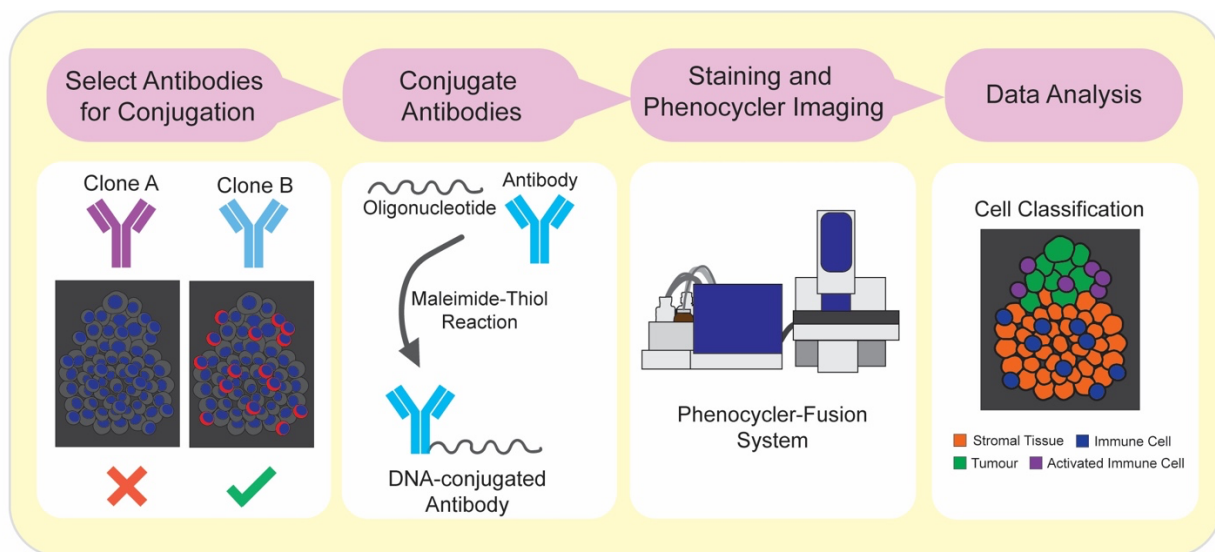 Select Antibodies
for Conjugation
Conjugate
Antibodies
Staining and
Phenocycler Imaging
Data Analysis
Clone A
Clone B
Oligonucleotide
Antibody
Maleimide-Thiol
Reaction
DNA-conjugated
Antibody
Phenocycler-Fusion
System
Cell Classification
Stromal Tissue
Immune Cell
Tumour
Activated Immune Cell